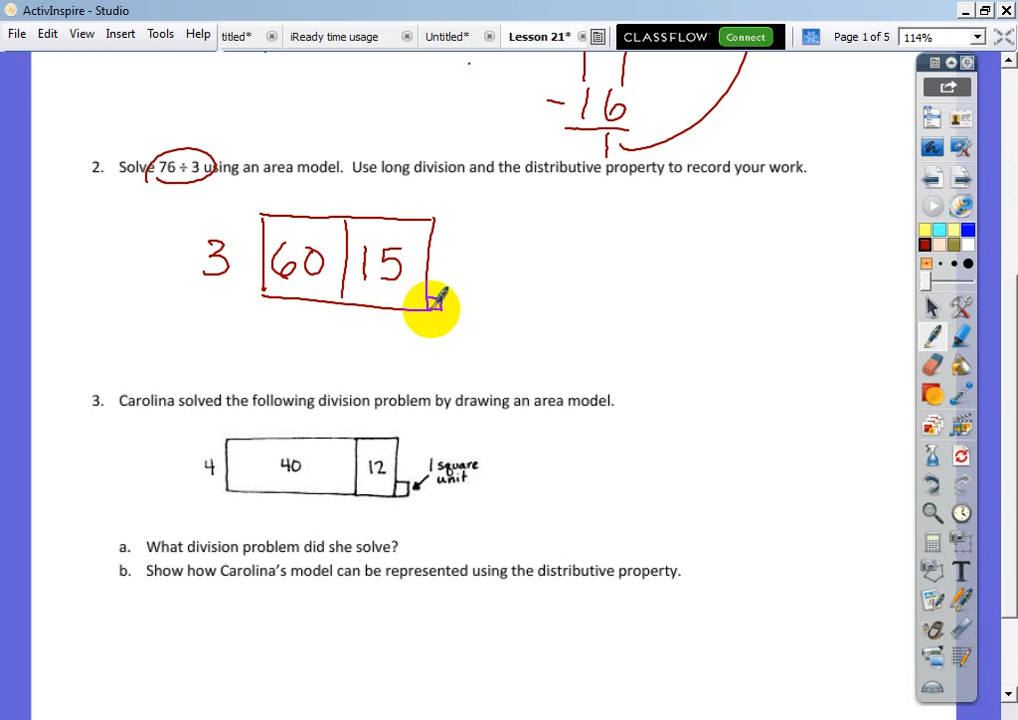 ActivInspire - Studio
File Edit View Insert Tools Help
titled* iReady time usage Untitled* Lesson 21* CLASSFLOW Connect Page 1 of 5 114%
-16
1
2. Solve 76 ÷ 3 using an area model. Use long division and the distributive property to record your work.
3 60 15
3. Carolina solved the following division problem by drawing an area model.
4 40 12 1 square
unit
a. What division problem did she solve?
b. Show how Carolina's model can be represented using the distributive property.
T